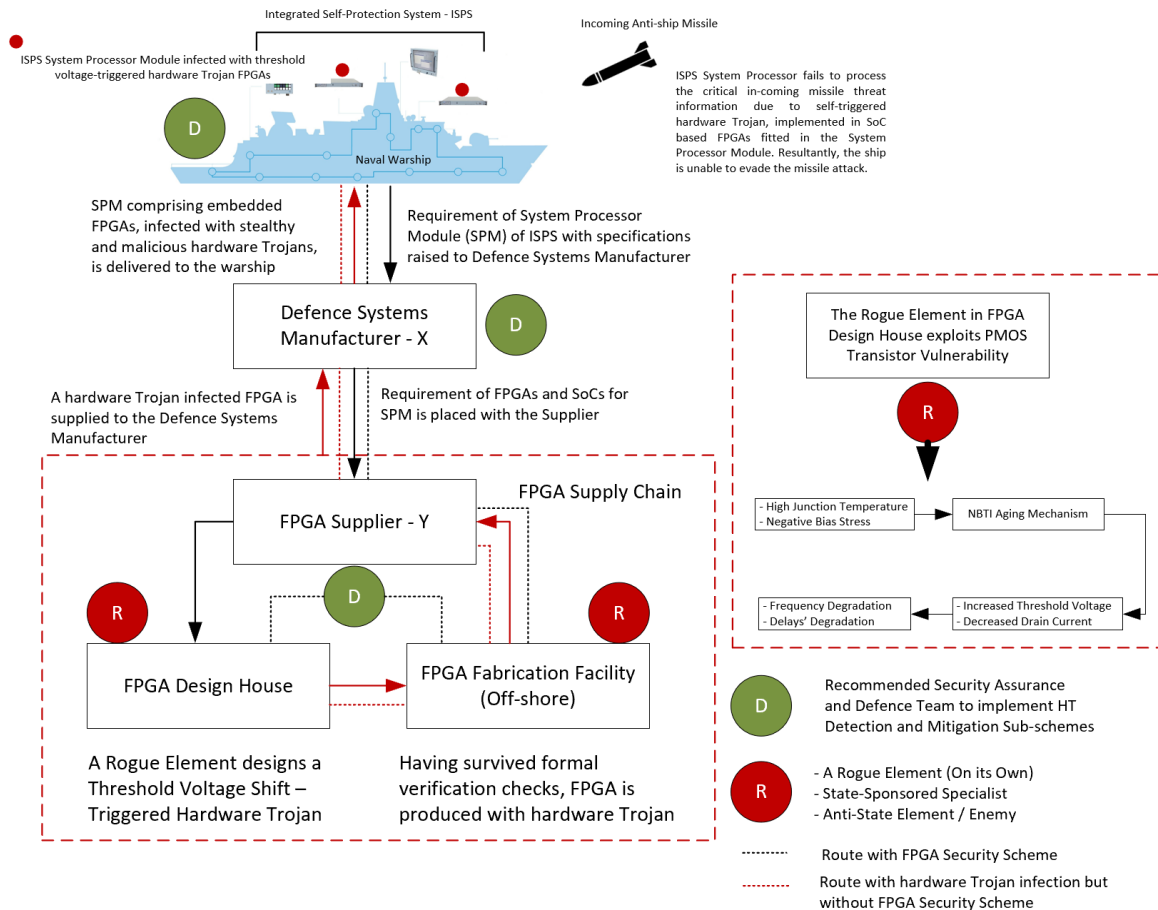 Integrated Self-Protection System - ISPS
Incoming Anti-ship Missile
ISPS System Processor Module infected with threshold
voltage-triggered hardware Trojan FPGAs
ISPS System Processor fails to process
the critical in-coming missile threat
information due to self-triggered
hardware Trojan, implemented in SoC
based FPGAs fitted in the System
Processor Module. Resultantly, the ship
is unable to evade the missile attack.
D
Naval Warship
SPM comprising embedded
FPGAs, infected with stealthy
and malicious hardware Trojans,
is delivered to the warship
Requirement of System Processor
Module (SPM) of ISPS with specifications
raised to Defence Systems Manufacturer
Defence Systems
Manufacturer - X
D
A hardware Trojan infected FPGA is
supplied to the Defence Systems
Manufacturer
Requirement of FPGAs and SoCs for
SPM is placed with the Supplier
FPGA Supply Chain
FPGA Supplier - Y
R
D
R
FPGA Design House
FPGA Fabrication Facility
(Off-shore)
A Rogue Element designs a
Threshold Voltage Shift –
Triggered Hardware Trojan
Having survived formal
verification checks, FPGA is
produced with hardware Trojan
The Rogue Element in FPGA
Design House exploits PMOS
Transistor Vulnerability
R
- High Junction Temperature
- Negative Bias Stress
NBTI Aging Mechanism
- Frequency Degradation
- Delays’ Degradation
- Increased Threshold Voltage
- Decreased Drain Current
D
Recommended Security Assurance
and Defence Team to implement HT
Detection and Mitigation Sub-schemes
R
- A Rogue Element (On its Own)
- State-Sponsored Specialist
- Anti-State Element / Enemy
Route with FPGA Security Scheme
Route with hardware Trojan infection but
without FPGA Security Scheme